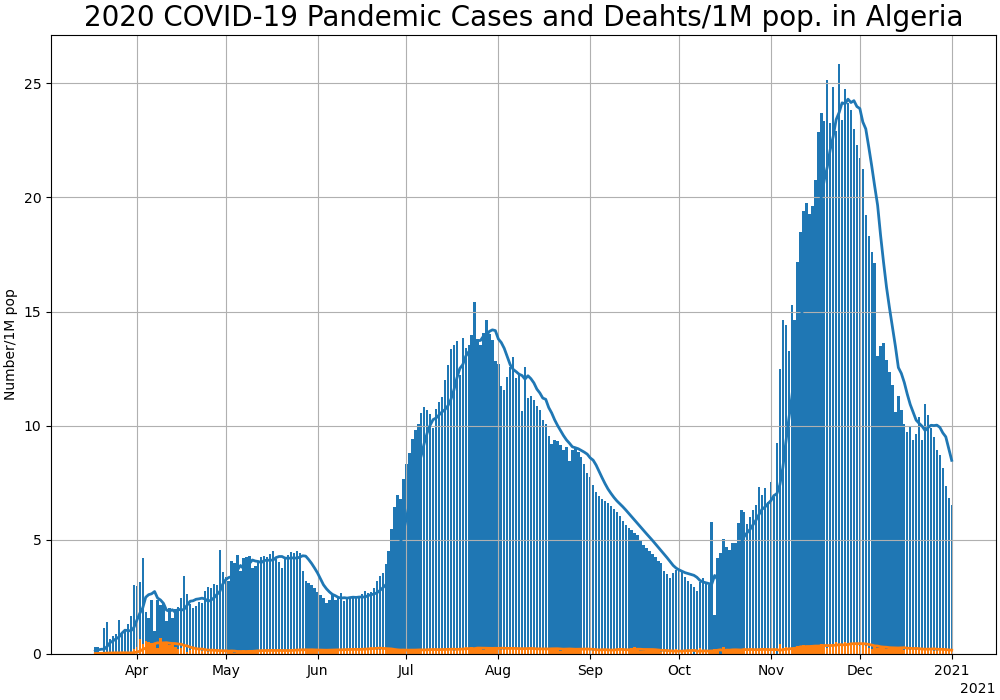 2020 COVID-19 Pandemic Cases and Deahts/1M pop. in Algeria
Number/1M pop
25
20
15
10
5
0
Apr May Jun Jul Aug Sep Oct Nov Dec 2021
2021